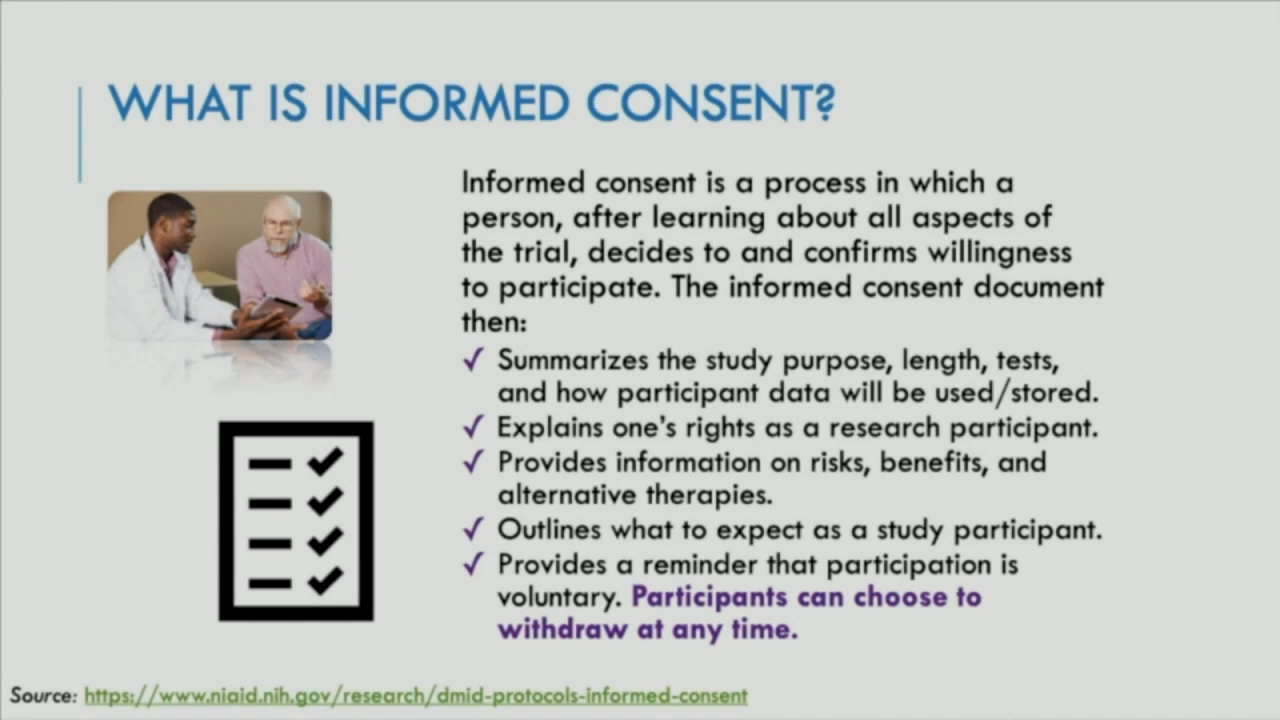 WHAT IS INFORMED CONSENT?
Informed consent is a process in which a
person, after learning about all aspects of
the trial, decides to and confirms willingness
to participate. The informed consent document
then:
✓ Summarizes the study purpose, length, tests,
and how participant data will be used/stored.
✓ Explains one's rights as a research participant.
✓ Provides information on risks, benefits, and
alternative therapies.
✓ Outlines what to expect as a study participant.
✓ Provides a reminder that participation is
voluntary. Participants can choose to
withdraw at any time.
Source: https://www.niaid.nih.gov/research/dmid-protocols-informed-consent